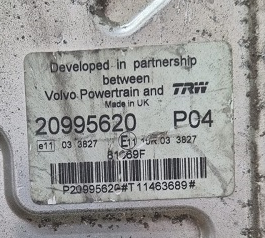 Developed in partnership
between
Volvo Powertrain and TRW
Made in UK
20995620 P04
e11 03 3827 E11 10R 03 3827
P20995620#T11463689#